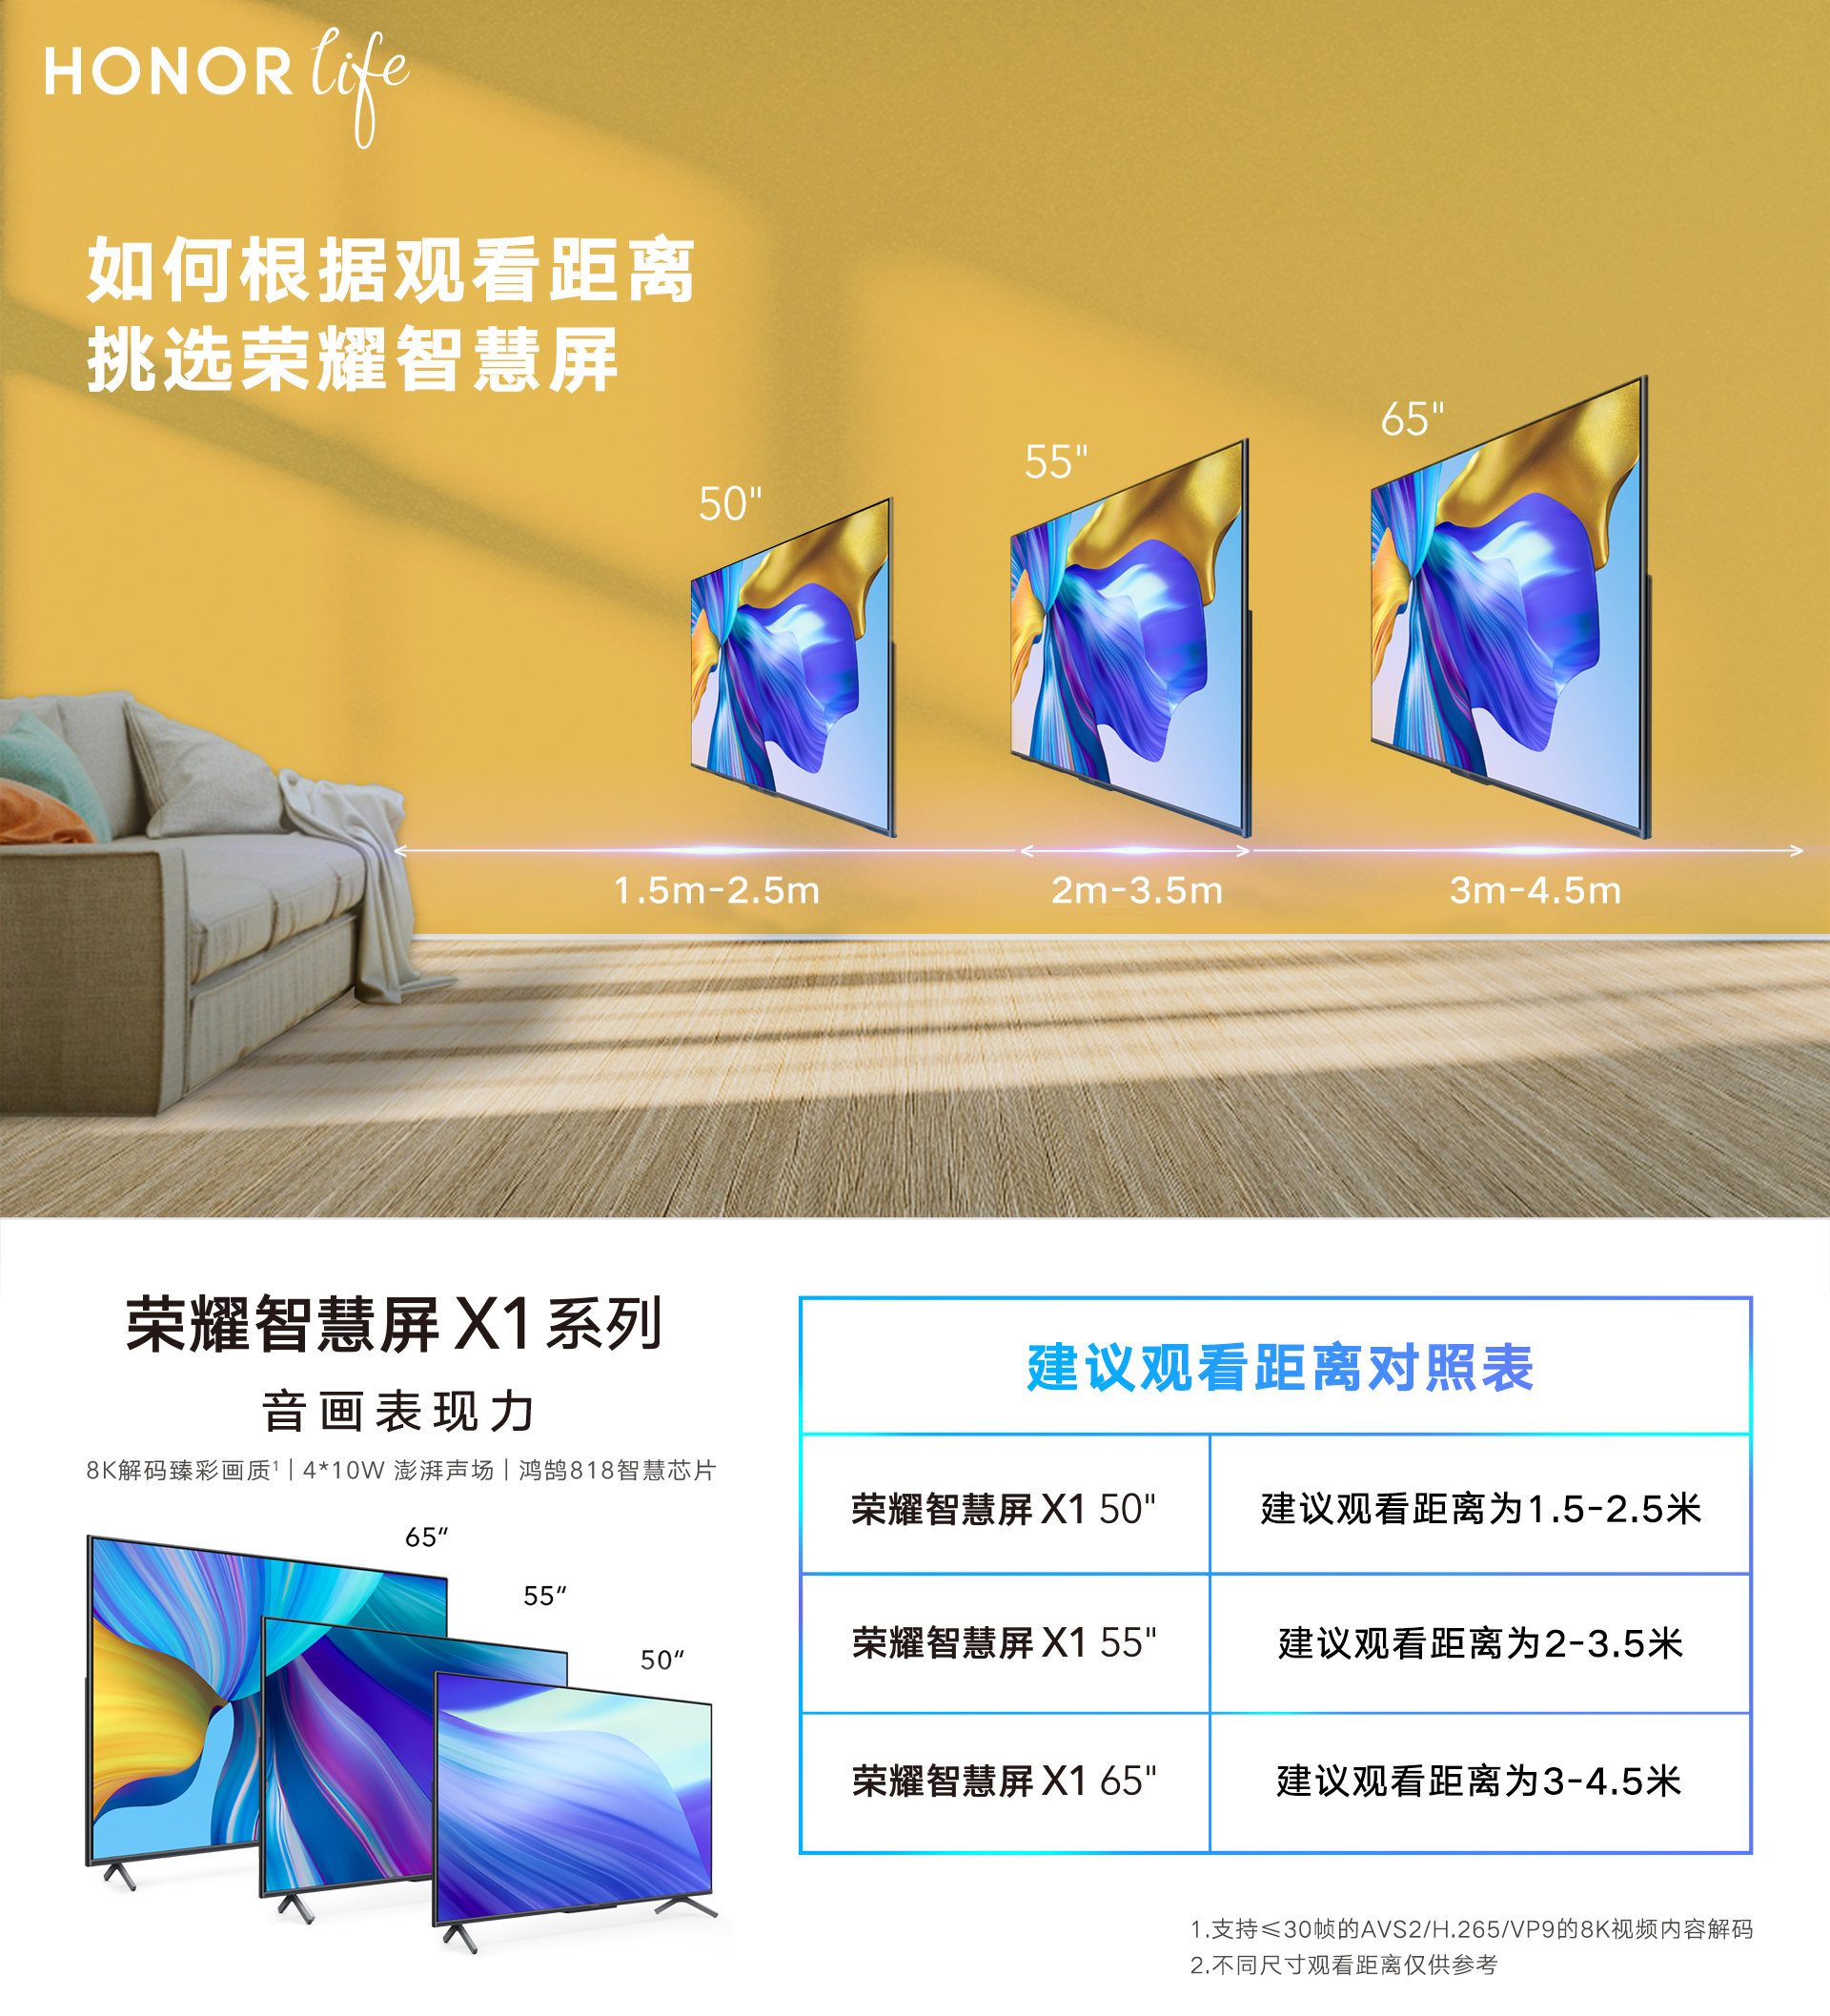 HONOR life
如何根据观看距离
挑选荣耀智慧屏
50"
55"
65"
1.5m-2.5m
2m-3.5m
3m-4.5m
荣耀智慧屏 X1 系列
音画表现力
8K解码臻彩画质¹ | 4*10W 澎湃声场 | 鸿鹄818智慧芯片
65"
55"
50"
建议观看距离对照表
荣耀智慧屏 X1 50" 建议观看距离为1.5-2.5米
荣耀智慧屏 X1 55" 建议观看距离为2-3.5米
荣耀智慧屏 X1 65" 建议观看距离为3-4.5米
1.支持≤30帧的AVS2/H.265/VP9的8K视频内容解码
2.不同尺寸观看距离仅供参考